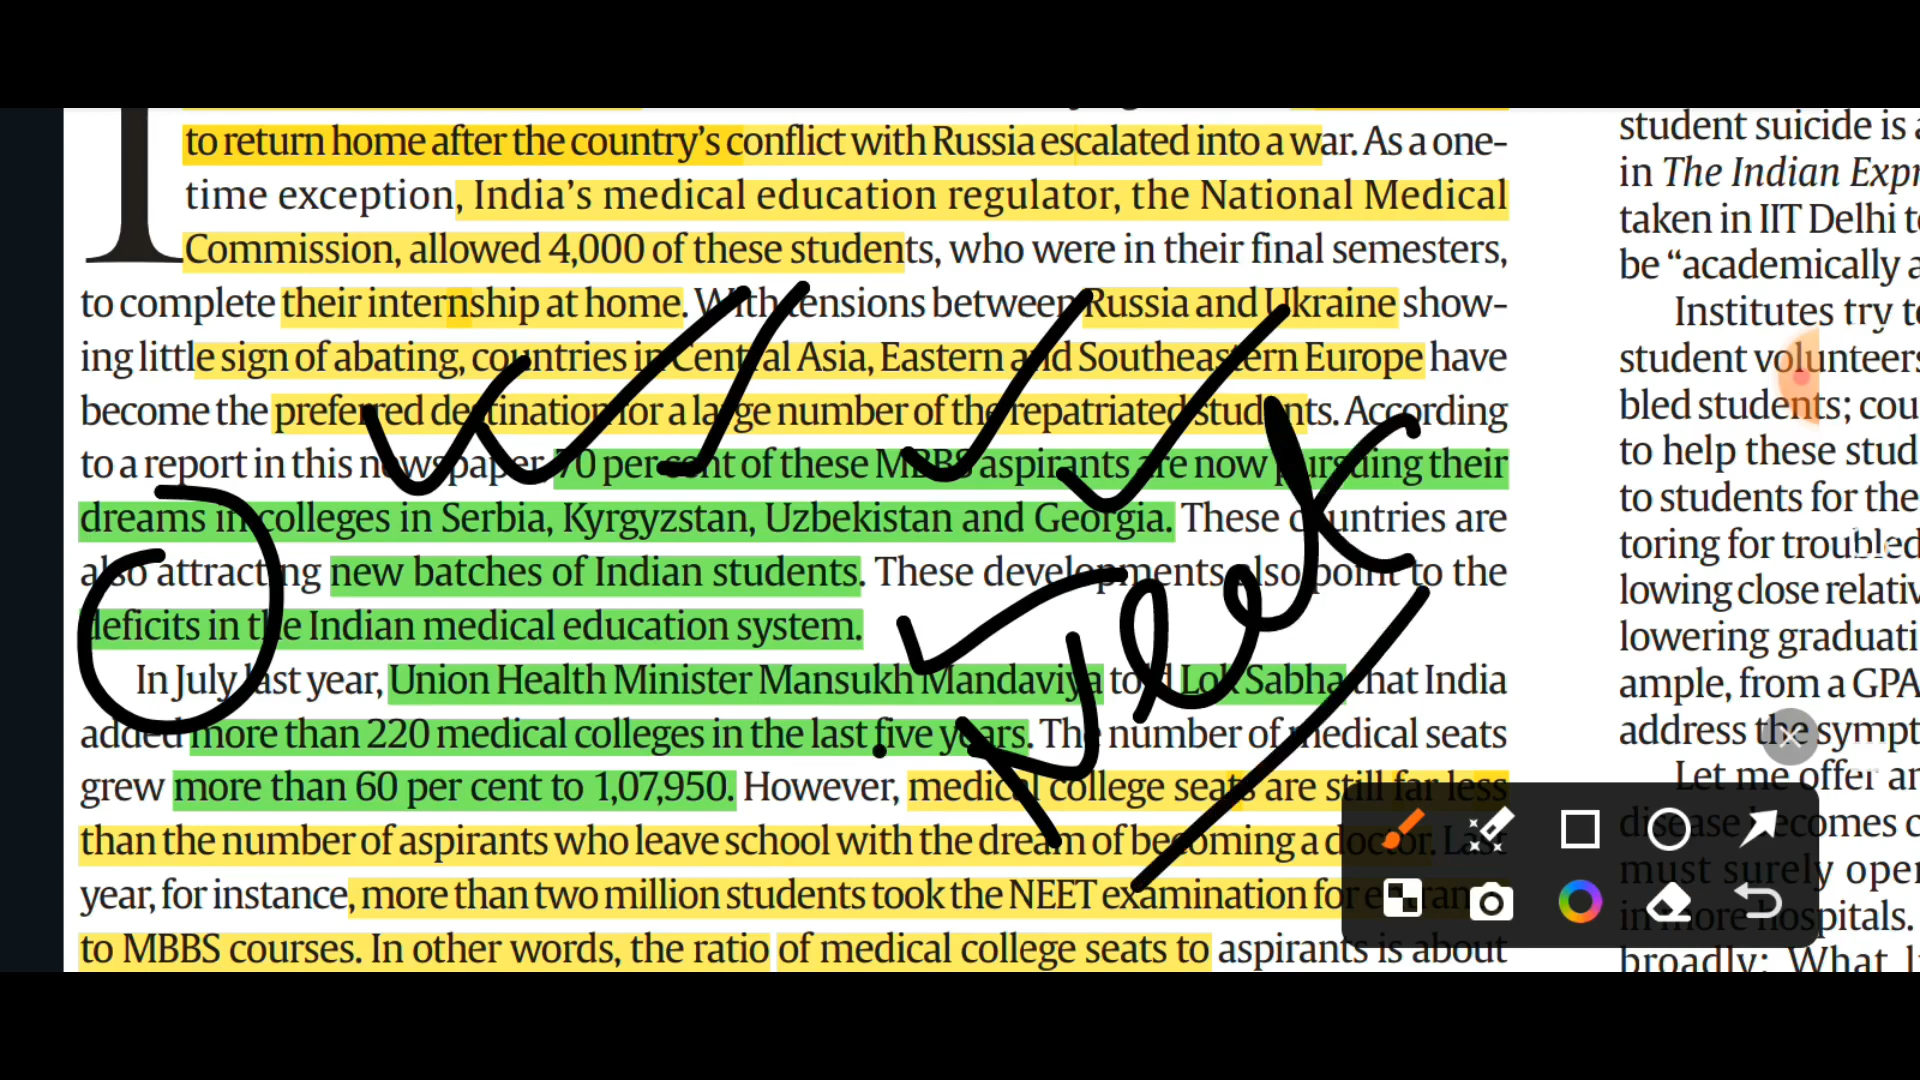 to return home after the country's conflict with Russia escalated into a war. As a one-
time exception, India's medical education regulator, the National Medical
Commission, allowed 4,000 of these students, who were in their final semesters,
to complete their internship at home. With tensions between Russia and Ukraine show-
ing little sign of abating, countries in Central Asia, Eastern and Southeastern Europe have
become the preferred destination for a large number of the repatriated students. According
to a report in this newspaper, 70 per cent of these MBBS aspirants are now pursuing their
dreams in colleges in Serbia, Kyrgyzstan, Uzbekistan and Georgia. These countries are
also attracting new batches of Indian students. These developments also point to the
deficits in the Indian medical education system.
In July last year, Union Health Minister Mansukh Mandaviya told Lok Sabha that India
added more than 220 medical colleges in the last five years. The number of medical seats
grew more than 60 per cent to 1,07,950. However, medical college seats are still far less
than the number of aspirants who leave school with the dream of becoming a doctor. Last
year, for instance, more than two million students took the NEET examination for entrance
to MBBS courses. In other words, the ratio of medical college seats to aspirants is about
student suicide is
in The Indian Exp
taken in IIT Delhi
be "academically
Institutes try
student volunteers
bled students; cou
to help these stud
to students for the
toring for troubled
lowing close relativ
lowering graduati
ample, from a GPA
address the sympt
Let me offer an
disease becomes
must surely open
in more hospitals.
broadly: What